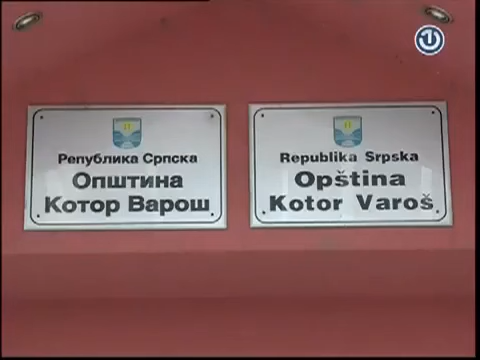 Република Српска
Општина
Котор Варош
Republika Srpska
Opština
Kotor Varoš